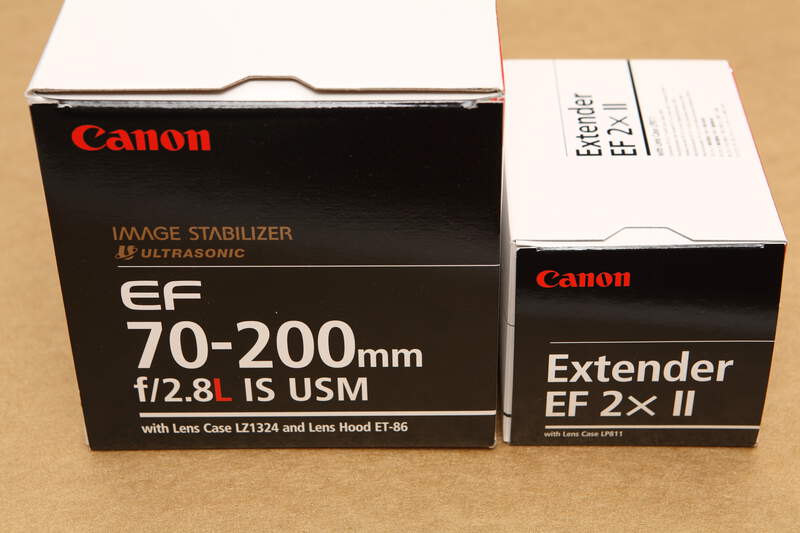 Canon
IMAGE STABILIZER
ULTRASONIC
EF
70-200mm
f/2.8L IS USM
with Lens Case LZ1324 and Lens Hood ET-86
Extender
EF 2× II
Canon
Extender
EF 2× II
with Lens Case LP811